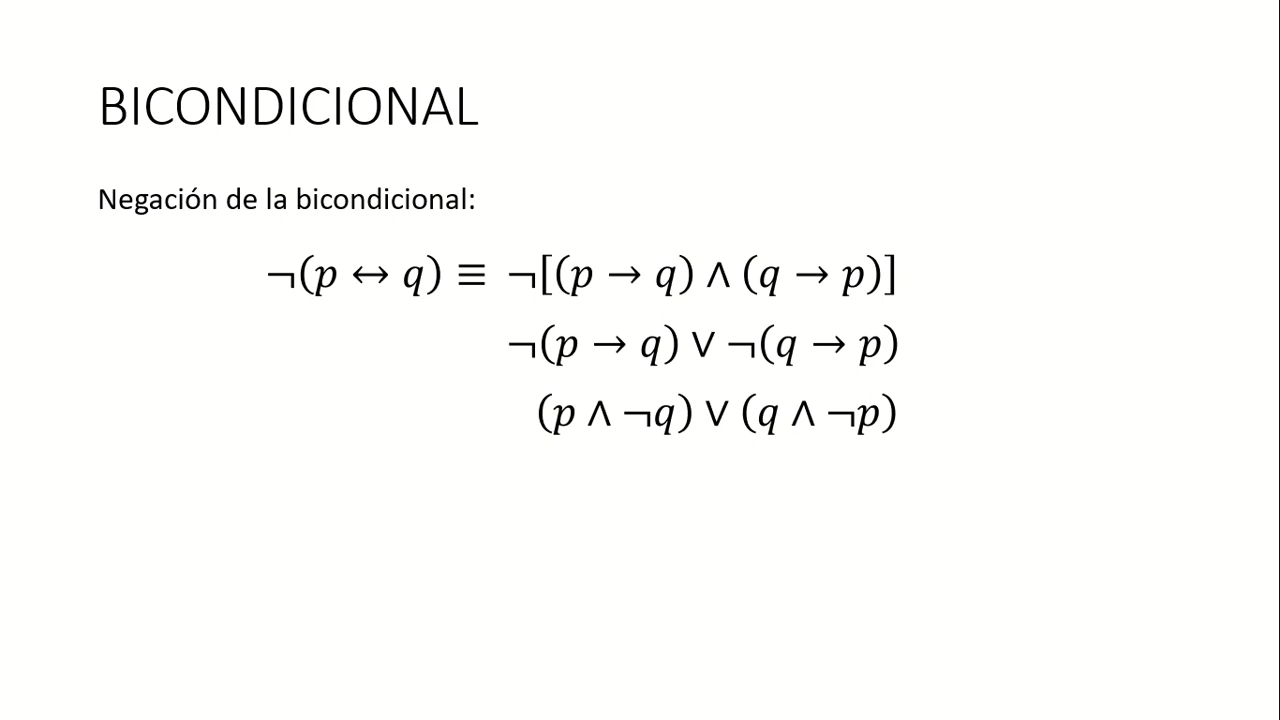 BICONDICIONAL
Negación de la bicondicional:
¬(p ↔ q) ≡ ¬[(p → q) ∧ (q → p)]
¬(p → q) ∨ ¬(q → p)
(p ∧ ¬q) ∨ (q ∧ ¬p)